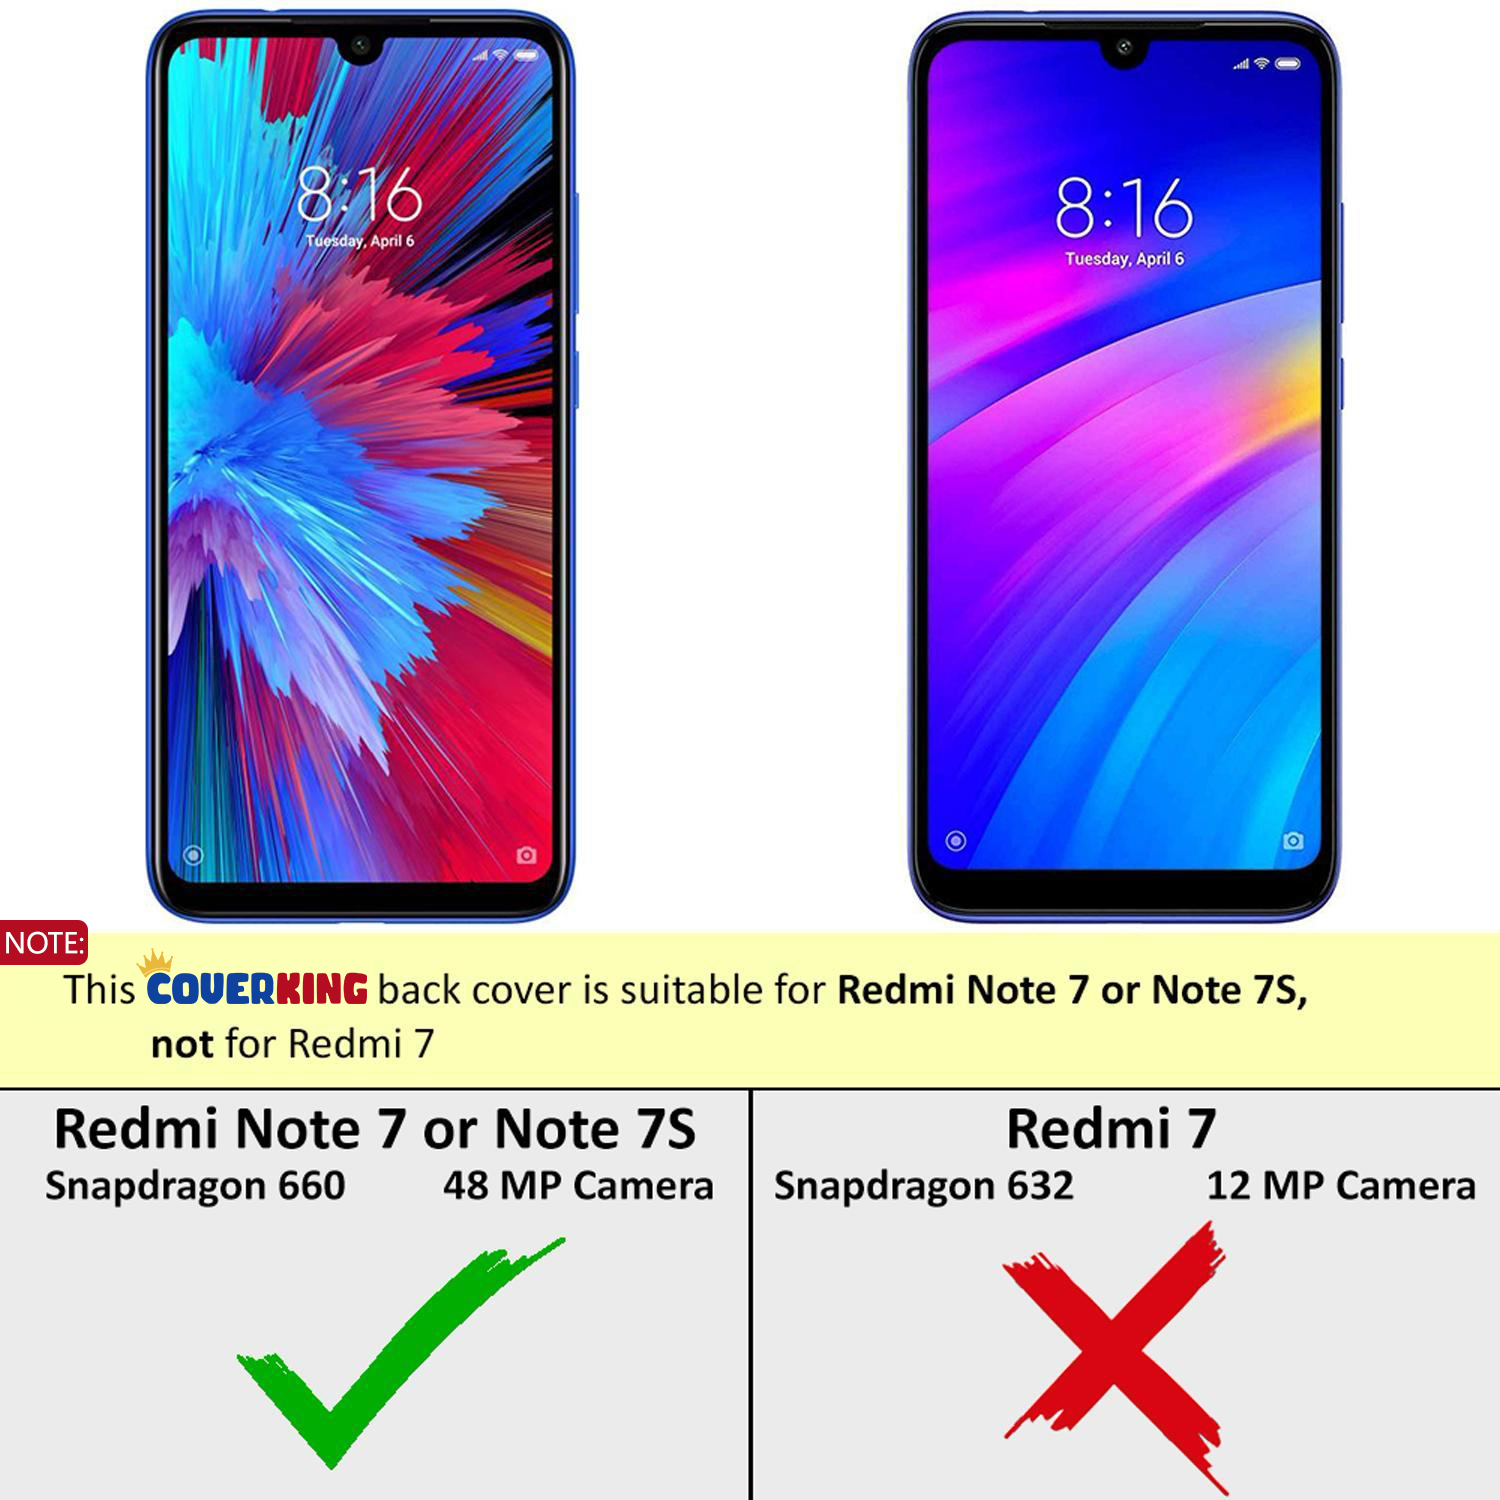 8:16
Tuesday, April 6
8:16
Tuesday, April 6
NOTE:
This COVERKING back cover is suitable for Redmi Note 7 or Note 7S,
not for Redmi 7
Redmi Note 7 or Note 7S
Snapdragon 660 48 MP Camera
Redmi 7
Snapdragon 632 12 MP Camera